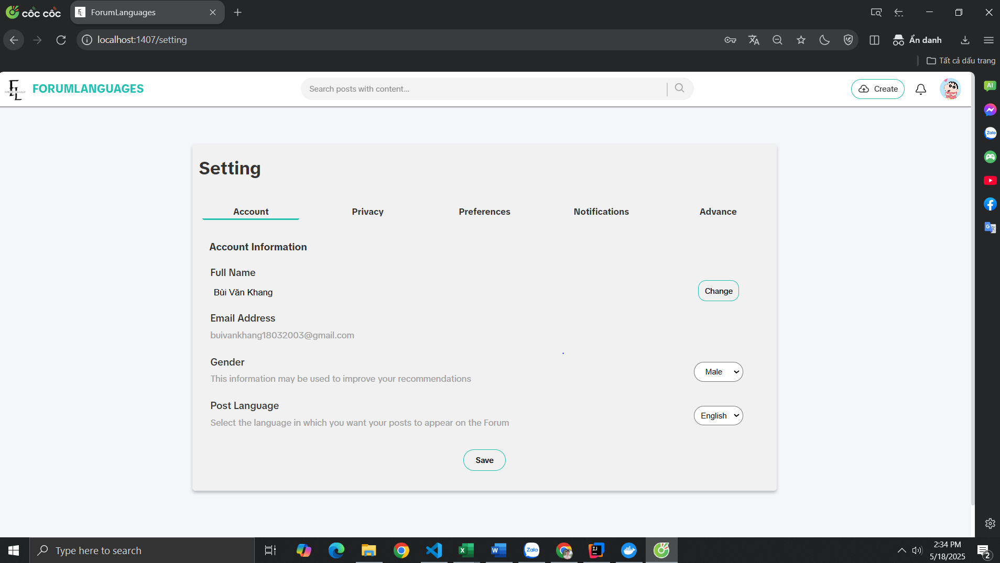 cốc cốc
ForumLanguages
localhost:1407/setting
Ẩn danh
Tất cả dấu trang
FORUMLANGUAGES
Search posts with content...
Create
AI
Zalo
Setting
Account
Privacy
Preferences
Notifications
Advance
Account Information
Full Name
Bùi Văn Khang
Change
Email Address
buivankhang18032003@gmail.com
Gender
This information may be used to improve your recommendations
Male
Post Language
Select the language in which you want your posts to appear on the Forum
English
Save
Type here to search
Zalo
2:34 PM
5/18/2025
2